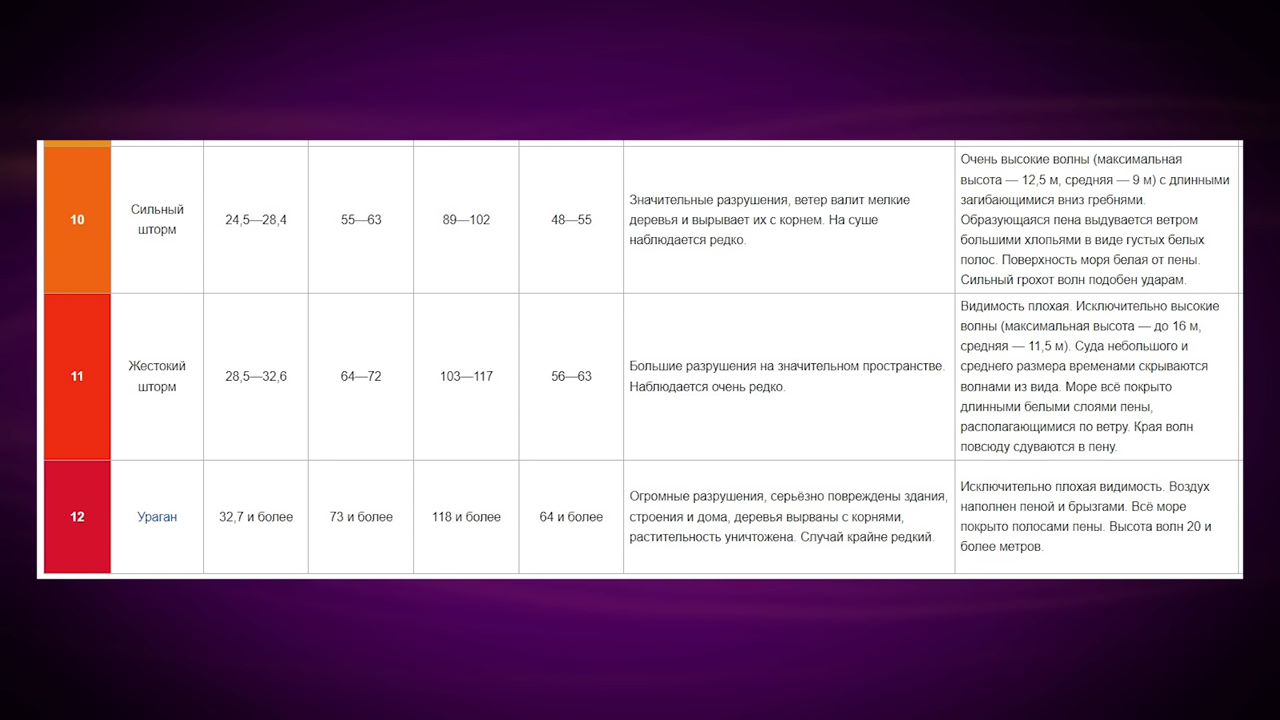 10
Сильный
шторм
24,5—28,4
55—63
89—102
48—55
Значительные разрушения, ветер валит мелкие
деревья и вырывает их с корнем. На суше
наблюдается редко.
Очень высокие волны (максимальная
высота — 12,5 м, средняя — 9 м) с длинными
загибающимися вниз гребнями.
Образующаяся пена выдувается ветром
большими хлопьями в виде густых белых
полос. Поверхность моря белая от пены.
Сильный грохот волн подобен ударам.
11
Жестокий
шторм
28,5—32,6
64—72
103—117
56—63
Большие разрушения на значительном пространстве.
Наблюдается очень редко.
Видимость плохая. Исключительно высокие
волны (максимальная высота — до 16 м,
средняя — 11,5 м). Суда небольшого и
среднего размера временами скрываются
волнами из вида. Море всё покрыто
длинными белыми слоями пены,
располагающимися по ветру. Края волн
повсюду сдуваются в пену.
12
Ураган
32,7 и более
73 и более
118 и более
64 и более
Огромные разрушения, серьёзно повреждены здания,
строения и дома, деревья вырваны с корнями,
растительность уничтожена. Случай крайне редкий.
Исключительно плохая видимость. Воздух
наполнен пеной и брызгами. Всё море
покрыто полосами пены. Высота волн 20 и
более метров.